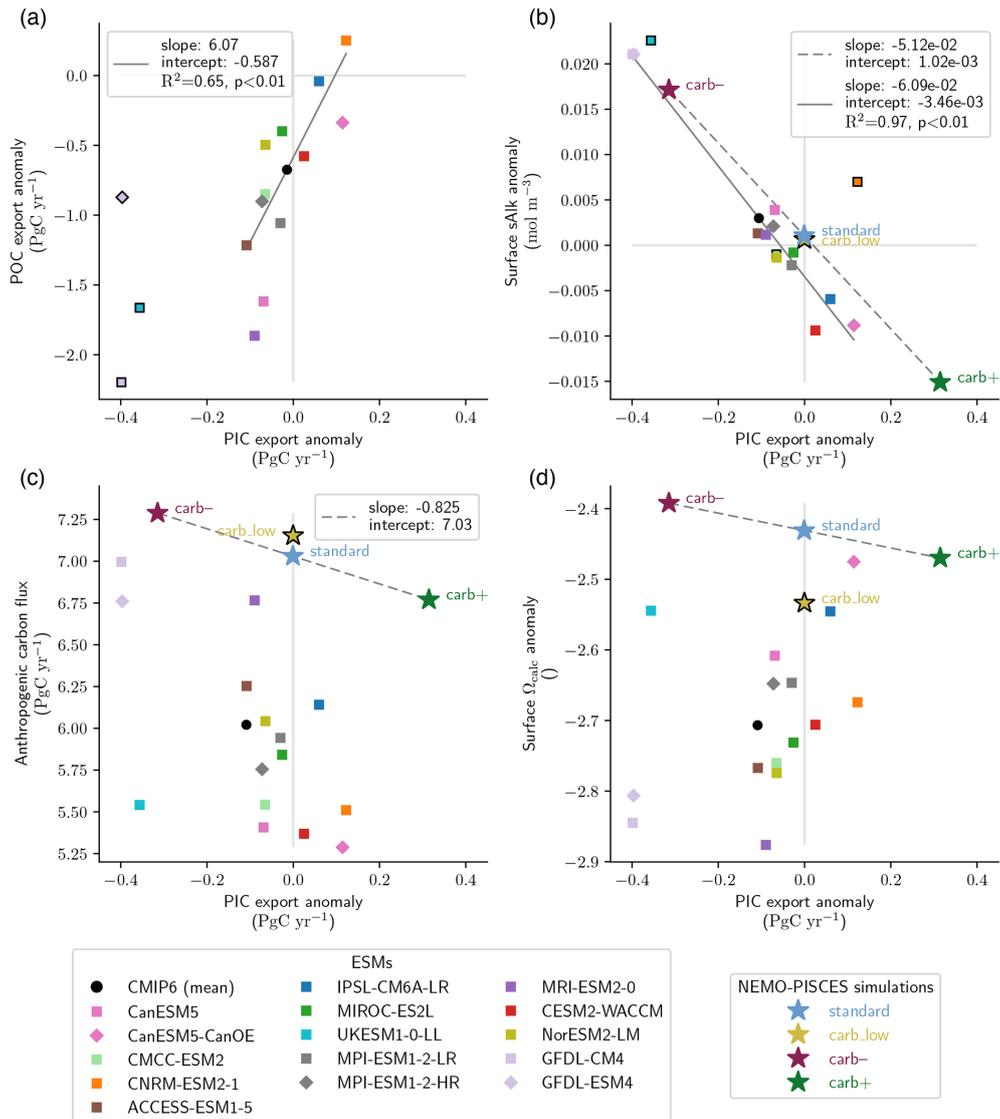 (a)
slope: 6.07
intercept: -0.587
R²=0.65, p<0.01
0.0
−0.5
−1.0
−1.5
−2.0
POC export anomaly
(PgC yr⁻¹)
−0.4 −0.2 0.0 0.2 0.4
PIC export anomaly
(PgC yr⁻¹)
(b)
slope: -5.12e-02
intercept: 1.02e-03
slope: -6.09e-02
intercept: -3.46e-03
R²=0.97, p<0.01
carb−
standard
carb_low
carb+
0.020
0.015
0.010
0.005
0.000
−0.005
−0.010
−0.015
Surface sAlk anomaly
(mol m⁻³)
−0.4 −0.2 0.0 0.2 0.4
PIC export anomaly
(PgC yr⁻¹)
(c)
slope: -0.825
intercept: 7.03
carb−
carb_low
standard
carb+
7.25
7.00
6.75
6.50
6.25
6.00
5.75
5.50
5.25
Anthropogenic carbon flux
(PgC yr⁻¹)
−0.4 −0.2 0.0 0.2 0.4
PIC export anomaly
(PgC yr⁻¹)
(d)
carb−
standard
carb+
carb_low
−2.4
−2.5
−2.6
−2.7
−2.8
−2.9
Surface Ωcalc anomaly
()
−0.4 −0.2 0.0 0.2 0.4
PIC export anomaly
(PgC yr⁻¹)
ESMs
CMIP6 (mean)
CanESM5
CanESM5-CanOE
CMCC-ESM2
CNRM-ESM2-1
ACCESS-ESM1-5
IPSL-CM6A-LR
MIROC-ES2L
UKESM1-0-LL
MPI-ESM1-2-LR
MPI-ESM1-2-HR
MRI-ESM2-0
CESM2-WACCM
NorESM2-LM
GFDL-CM4
GFDL-ESM4
NEMO-PISCES simulations
standard
carb_low
carb−
carb+